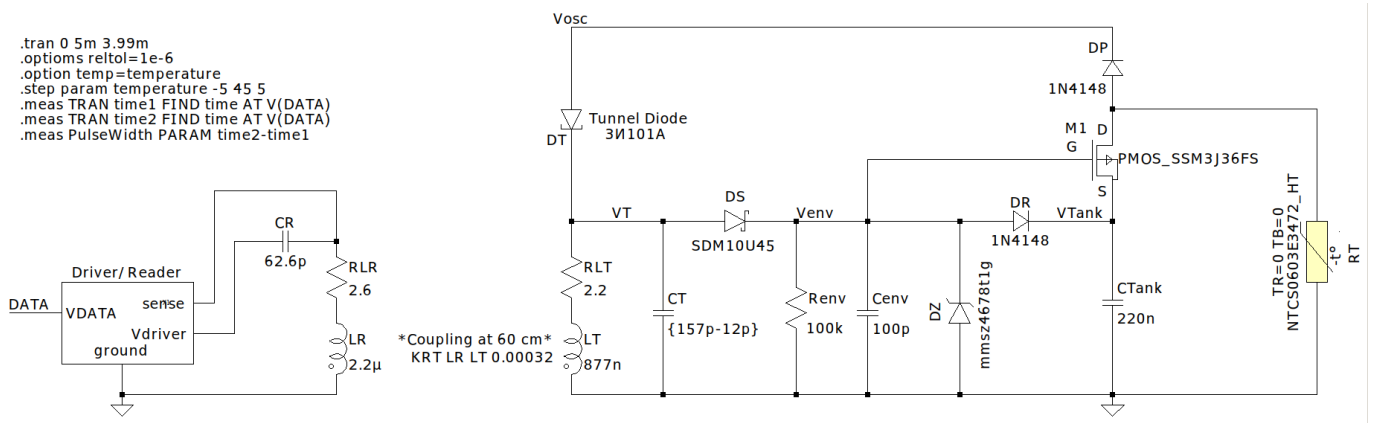 .tran 0 5m 3.99m
.optioms reltol=1e-6
.option temp=temperature
.step param temperature -5 45 5
.meas TRAN time1 FIND time AT V(DATA)
.meas TRAN time2 FIND time AT V(DATA)
.meas PulseWidth PARAM time2-time1
Vosc
DP
1N4148
Tunnel Diode
3И101A
DT
M1
D
G
PMOS_SSM3J36FS
S
VT
DS
SDM10U45
Venv
DR
1N4148
VTank
CR
62.6p
RLR
2.6
Driver/Reader
DATA
VDATA
sense
Vdriver
ground
LR
2.2µ
*Coupling at 60 cm*
KRT LR LT 0.00032
RLT
2.2
LT
877n
CT
{157p-12p}
Renv
100k
Cenv
100p
DZ
mmsz4678t1g
CTank
220n
TR=0 TB=0
NTCS0603E3472_HT
-t°
RT